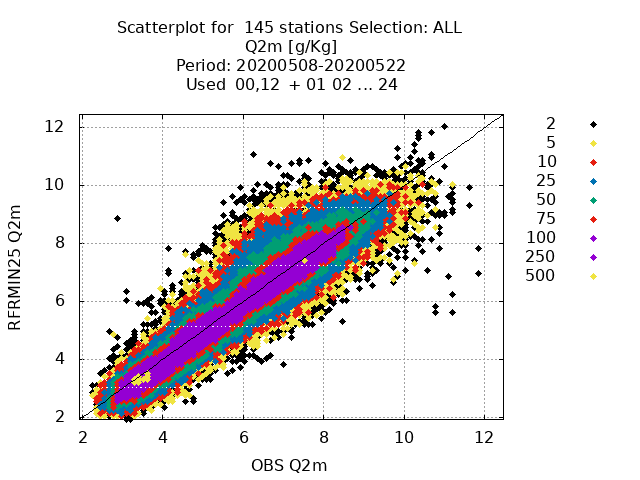 Scatterplot for  145 stations Selection: ALL
Q2m [g/Kg]
Period: 20200508-20200522
Used  00,12  + 01 02 ... 24
2
5
10
25
50
75
100
250
500
12
10
8
6
4
2
RFRMIN25 Q2m
2 4 6 8 10 12
OBS Q2m